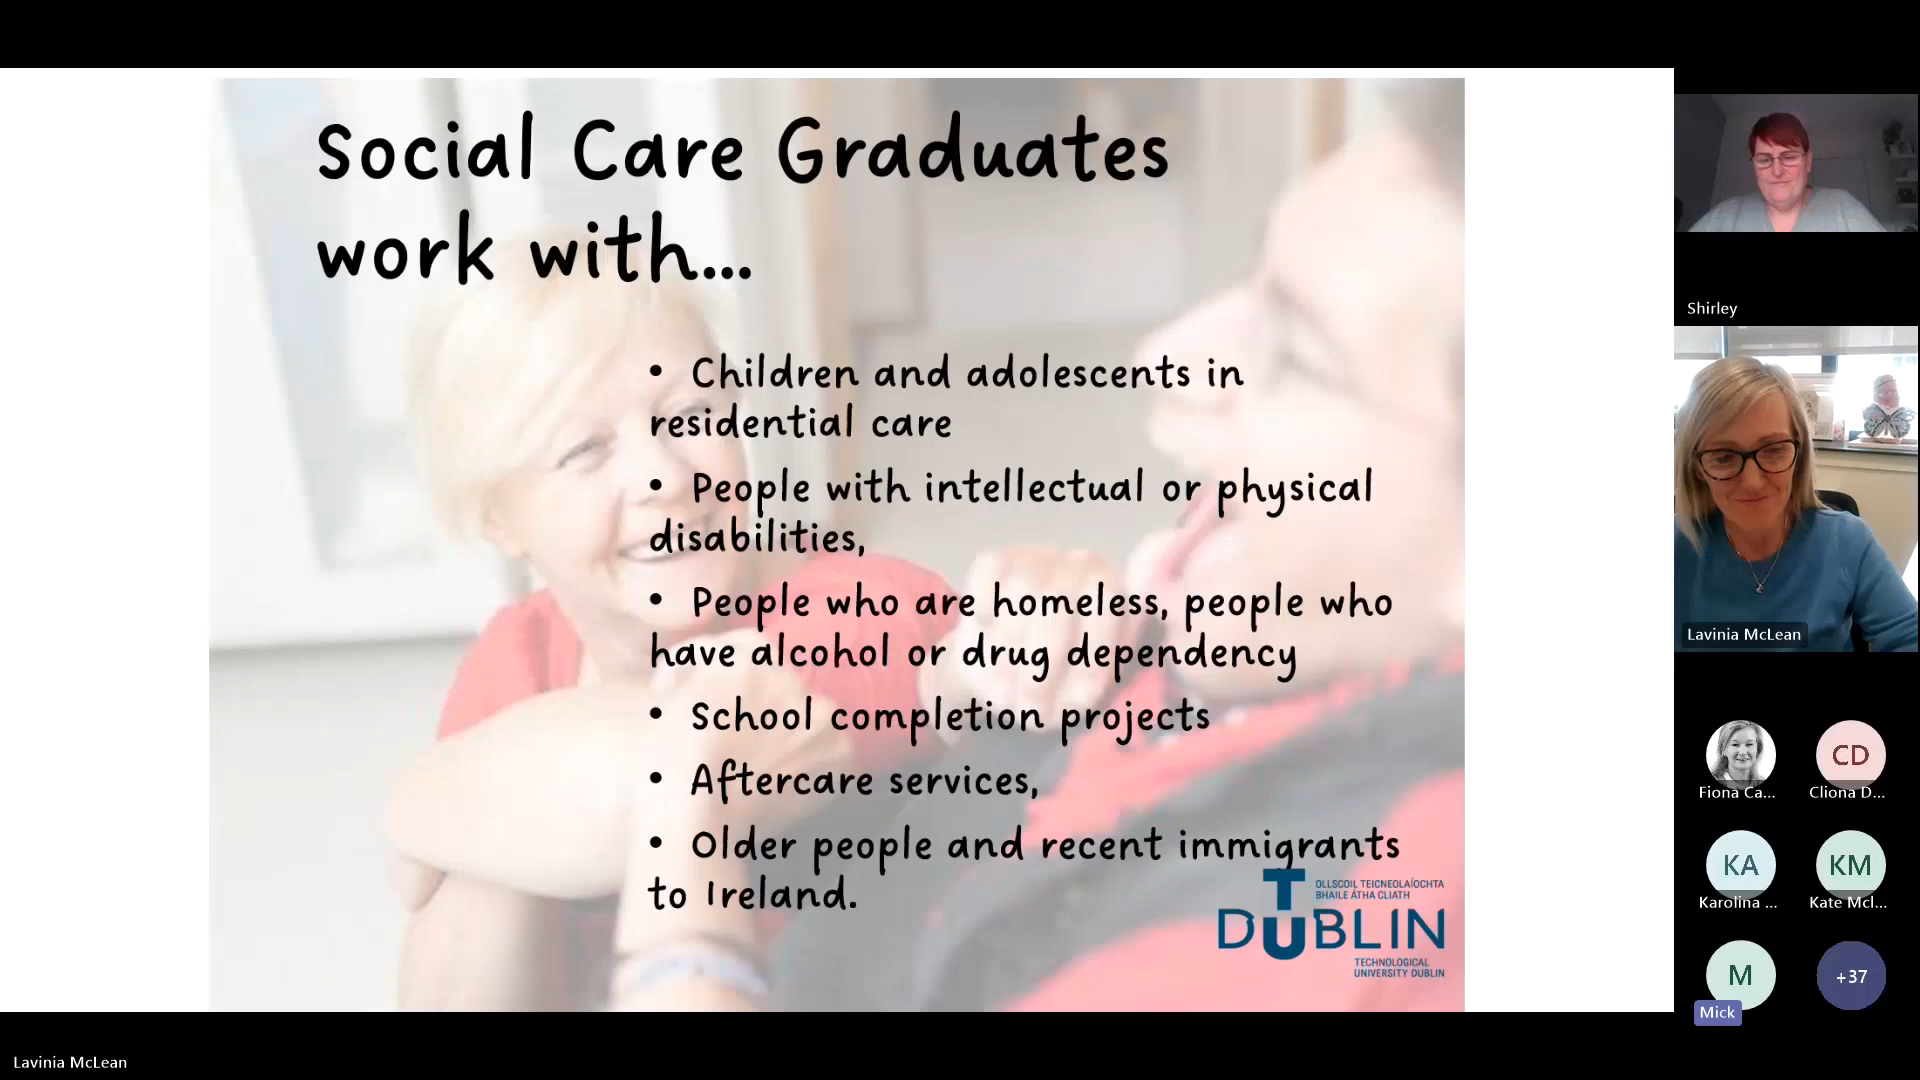 Social Care Graduates
work with...
• Children and adolescents in
residential care
• People with intellectual or physical
disabilities,
• People who are homeless, people who
have alcohol or drug dependency
• School completion projects
• Aftercare services,
• Older people and recent immigrants
to Ireland.
OLLSCOIL TEICNEOLAÍOCHTA
BHAILE ÁTHA CLIATH
TU DUBLIN
TECHNOLOGICAL
UNIVERSITY DUBLIN
Shirley
Lavinia McLean
Fiona Ca...
CD
Cliona D...
KA
Karolina ...
KM
Kate McI...
M
Mick
+37
Lavinia McLean